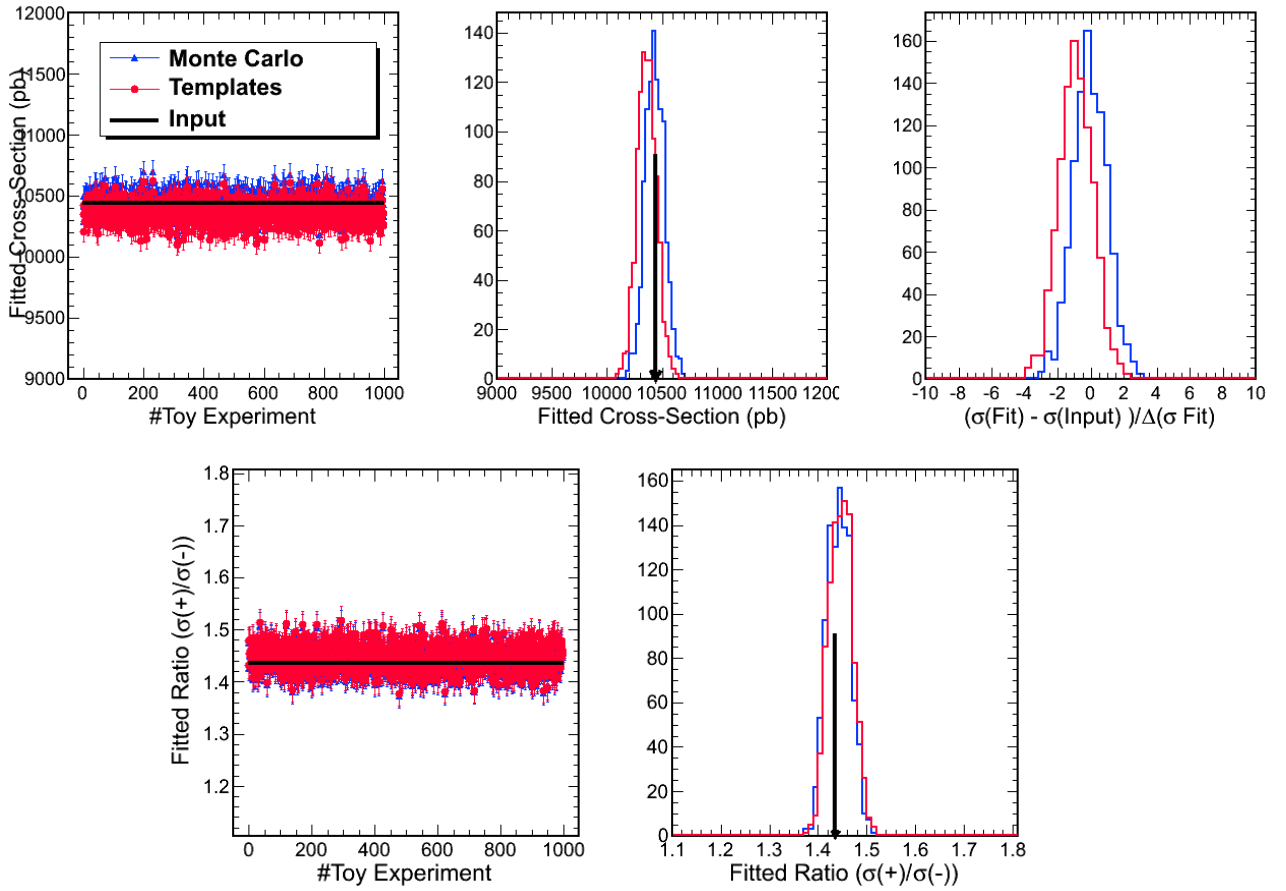 12000
11500
11000
10500
10000
9500
9000
Fitted Cross-Section (pb)
Monte Carlo
Templates
Input
0 200 400 600 800 1000
#Toy Experiment
140
120
100
80
60
40
20
0
9000 9500 10000 10500 11000 11500 1200
Fitted Cross-Section (pb)
160
140
120
100
80
60
40
20
0
-10 -8 -6 -4 -2 0 2 4 6 8 10
(σ(Fit) - σ(Input) )/Δ(σ Fit)
1.8
1.7
1.6
1.5
1.4
1.3
1.2
Fitted Ratio (σ(+)/σ(-))
0 200 400 600 800 1000
#Toy Experiment
160
140
120
100
80
60
40
20
0
1.1 1.2 1.3 1.4 1.5 1.6 1.7 1.8
Fitted Ratio (σ(+)/σ(-))